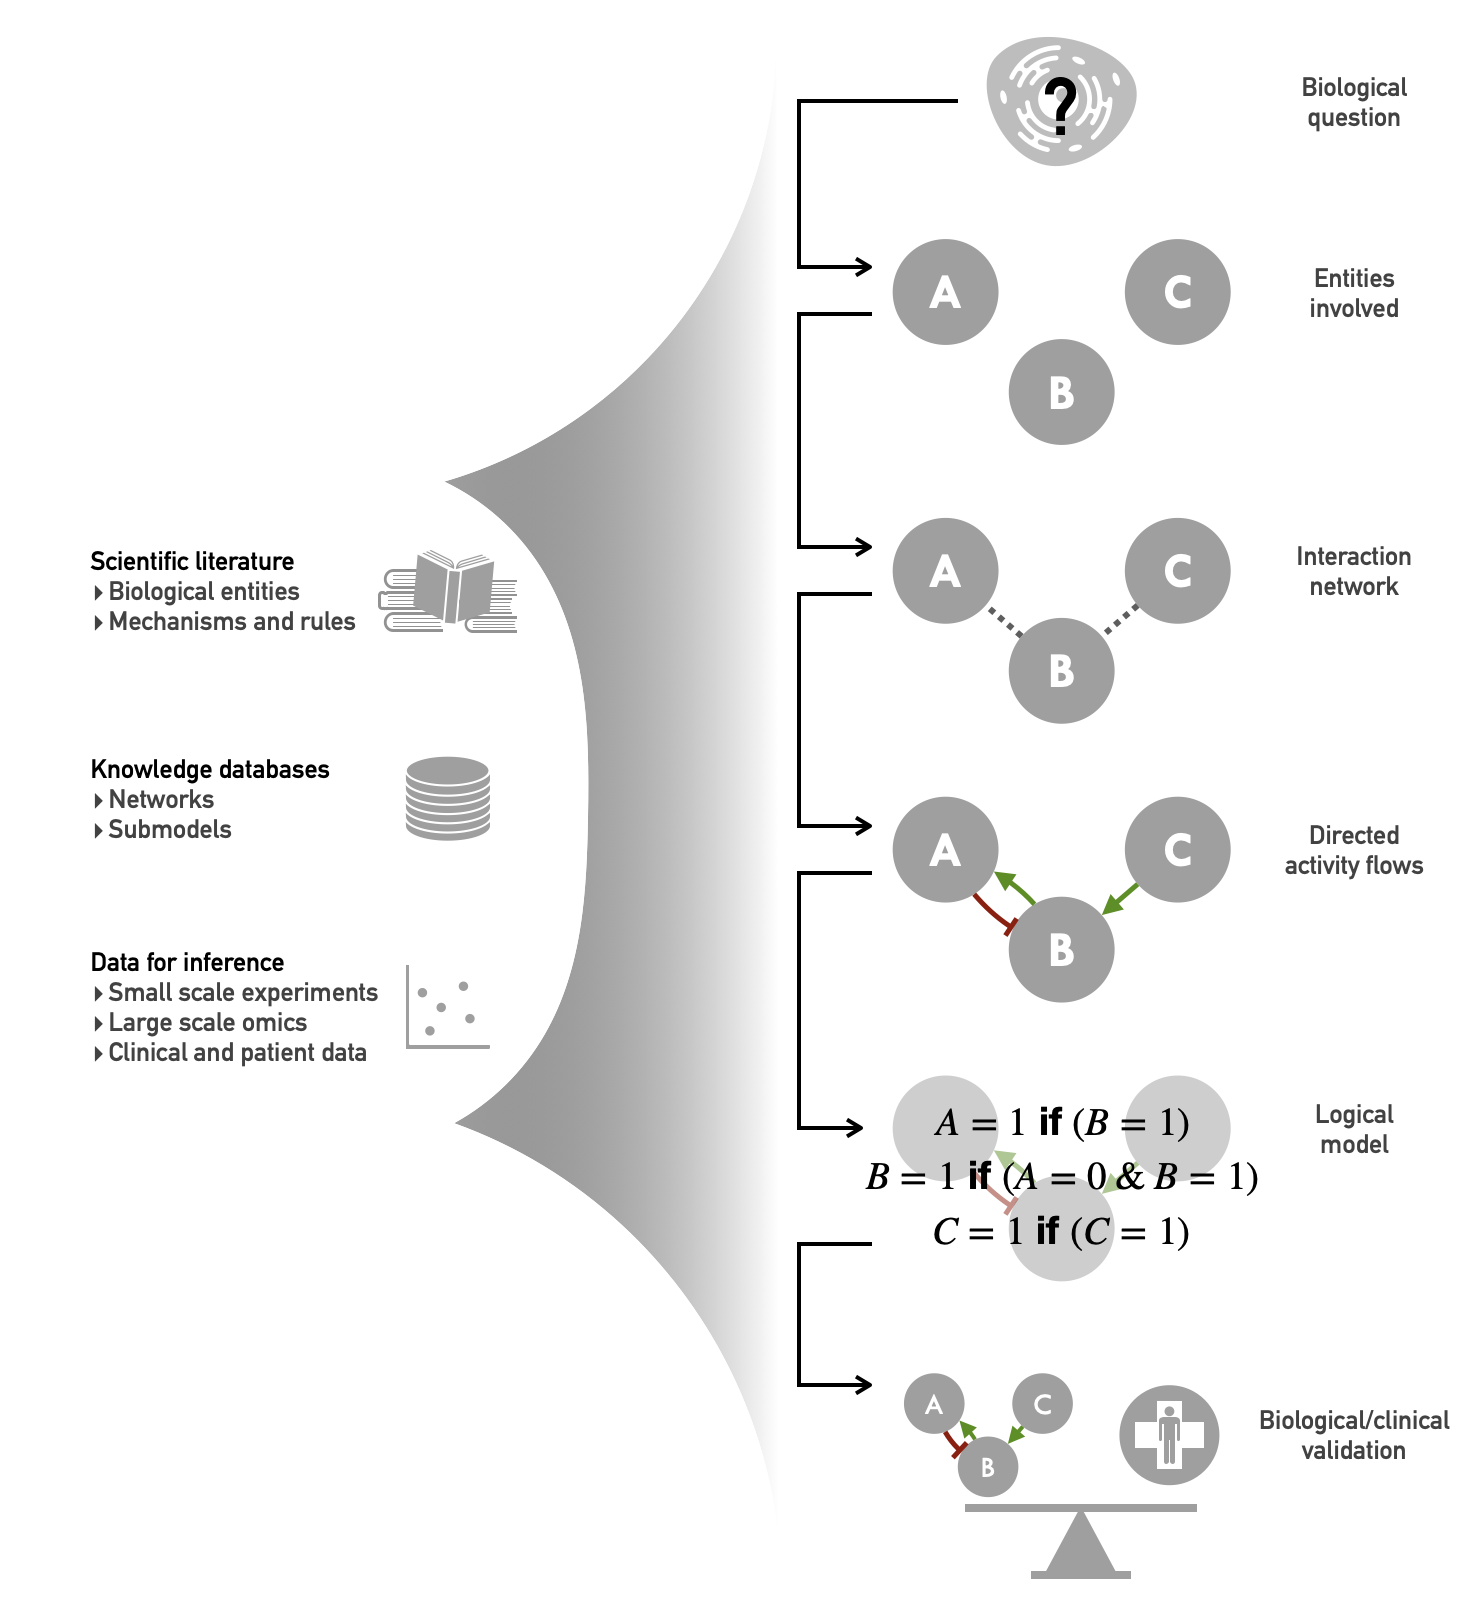 ?
Biological
question
A
C
B
Entities
involved
Scientific literature
Biological entities
Mechanisms and rules
A
C
B
Interaction
network
Knowledge databases
Networks
Submodels
A
C
B
Directed
activity flows
Data for inference
Small scale experiments
Large scale omics
Clinical and patient data
A = 1 if (B = 1)
B = 1 if (A = 0 & B = 1)
C = 1 if (C = 1)
Logical
model
A
C
B
Biological/clinical
validation